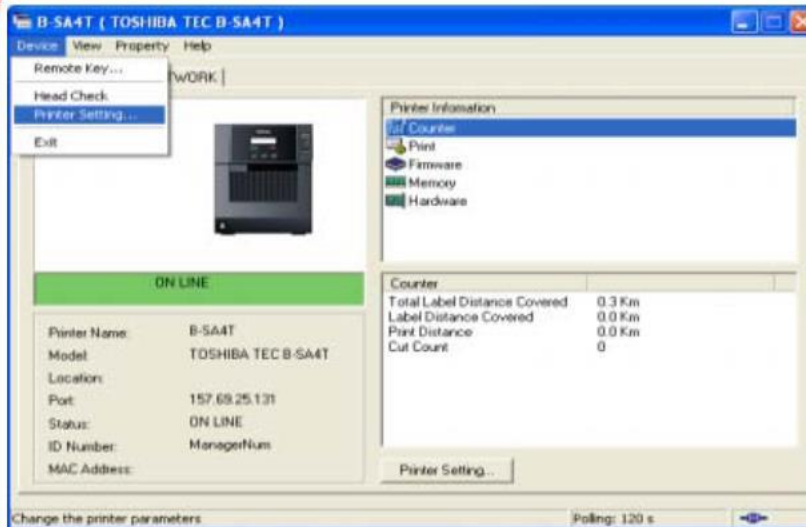 B-SA4T ( TOSHIBA TEC B-SA4T )
Device View Property Help
Remote Key...
Head Check
Printer Setting...
Exit
WORK
Printer Infomation
Counter
Print
Firmware
Memory
Hardware
ON LINE
Counter
Total Label Distance Covered 0.3 Km
Label Distance Covered 0.0 Km
Print Distance 0.0 Km
Cut Count 0
Printer Name: B-SA4T
Model: TOSHIBA TEC B-SA4T
Location:
Port: 157.69.25.131
Status: ON LINE
ID Number: ManagerNum
MAC Address:
Printer Setting...
Change the printer parameters
Polling: 120 s